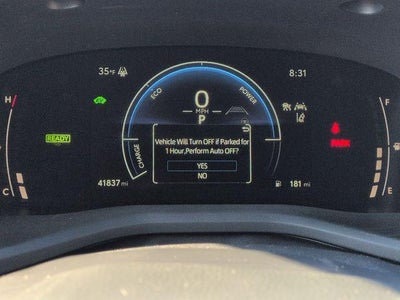 35°F
8:31
H
F
ECO
POWER
0
MPH
P
READY
PARK
Vehicle Will Turn OFF if Parked for
1 Hour.Perform Auto OFF?
YES
NO
CHARGE
C
E
41837 mi
181 mi